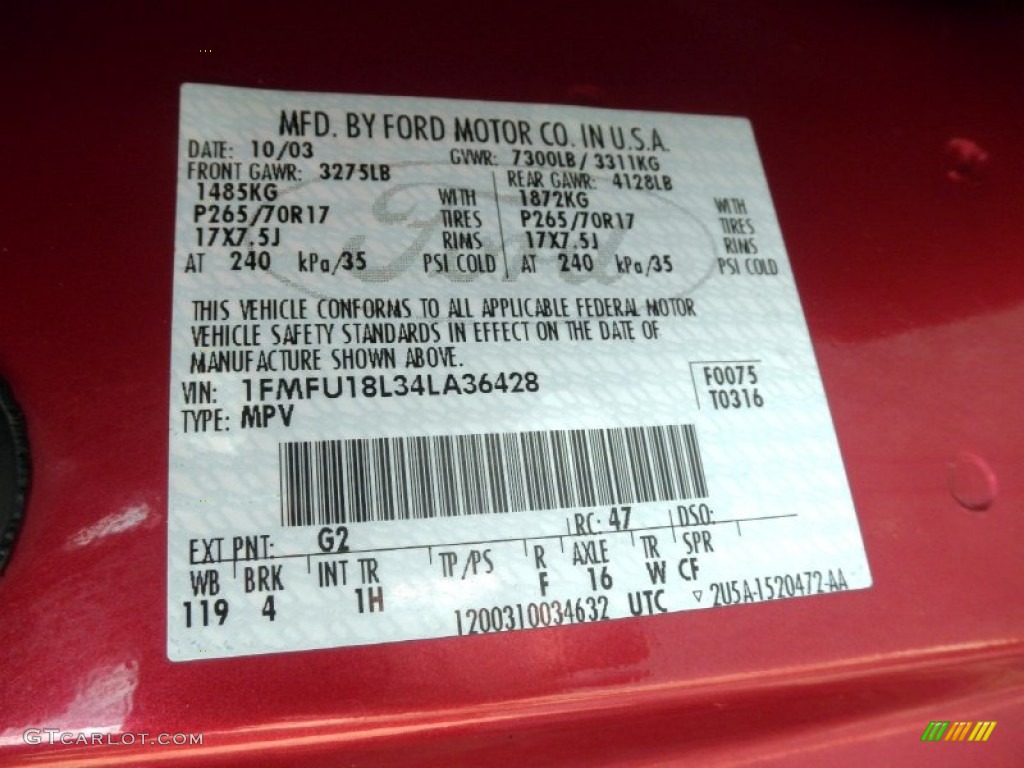 MFD. BY FORD MOTOR CO. IN U.S.A.
DATE: 10/03 GVWR: 7300LB / 3311KG
FRONT GAWR: 3275LB REAR GAWR: 4128LB
1485KG WITH 1872KG WITH
P265/70R17 TIRES P265/70R17 TIRES
17X7.5J RIMS 17X7.5J RIMS
AT 240 kPa/35 PSI COLD AT 240 kPa/35 PSI COLD
Ford
THIS VEHICLE CONFORMS TO ALL APPLICABLE FEDERAL MOTOR
VEHICLE SAFETY STANDARDS IN EFFECT ON THE DATE OF
MANUFACTURE SHOWN ABOVE.
VIN: 1FMFU18L34LA36428 F0075
TYPE: MPV T0316
EXT PNT: G2 RC: 47 DSO:
WB BRK INT TR TP/PS R AXLE TR SPR
119 4 1H F 16 W CF
1200310034632 UTC ▽ 2U5A-1520472-AA
GTCARLOT.COM